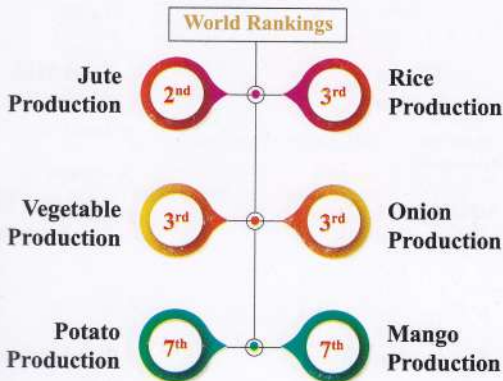 World Rankings
Jute
Production
2nd
3rd
Rice
Production
Vegetable
Production
3rd
3rd
Onion
Production
Potato
Production
7th
7th
Mango
Production